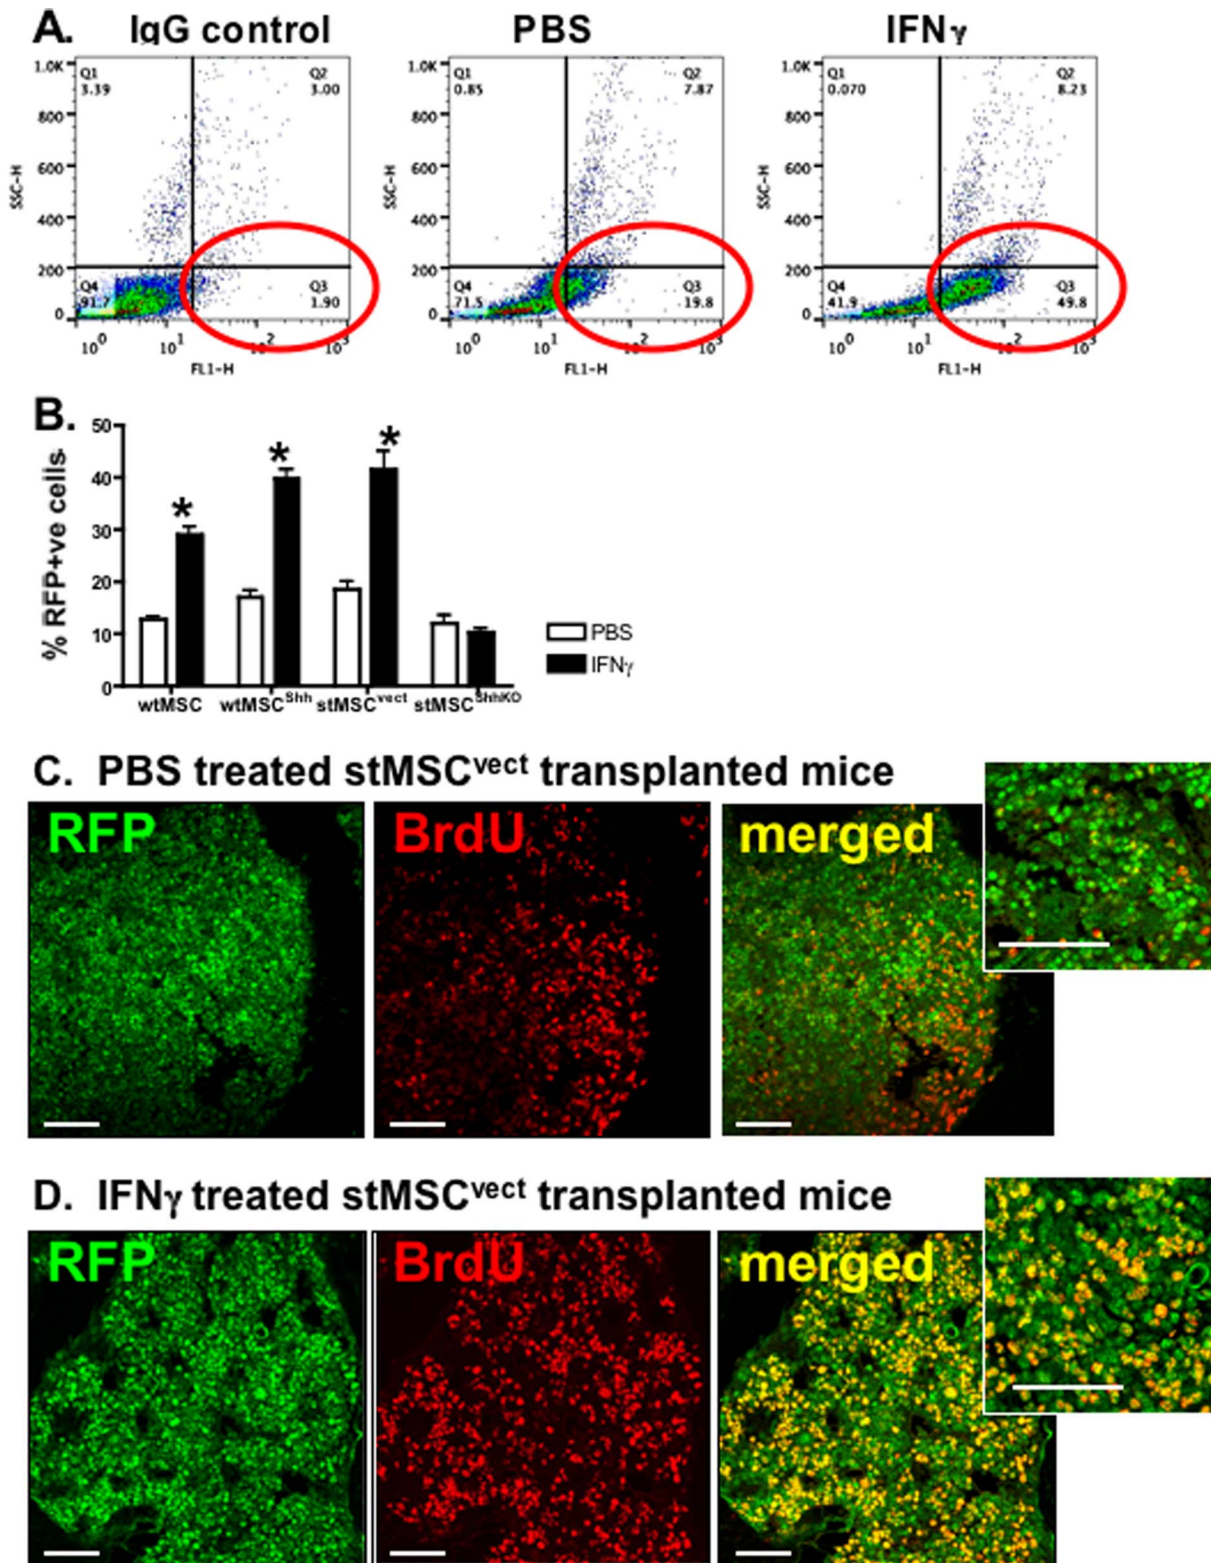 A. IgG control PBS IFNγ
1.0K Q1 3.39 Q2 3.00
800
600
400
200
0
SSC-H
Q4 91.7 Q3 1.90
10^0 10^1 10^2 10^3
FL1-H
1.0K Q1 0.85 Q2 7.87
800
600
400
200
0
SSC-H
Q4 71.5 Q3 19.8
10^0 10^1 10^2 10^3
FL1-H
1.0K Q1 0.070 Q2 8.23
800
600
400
200
0
SSC-H
Q4 41.9 Q3 49.8
10^0 10^1 10^2 10^3
FL1-H
B.
% RFP+ve cells
50
40
30
20
10
0
* * *
wtMSC wtMSC^Shh stMSC^vect stMSC^ShhKO
PBS
IFNγ
C. PBS treated stMSC^vect transplanted mice
RFP BrdU merged
D. IFNγ treated stMSC^vect transplanted mice
RFP BrdU merged